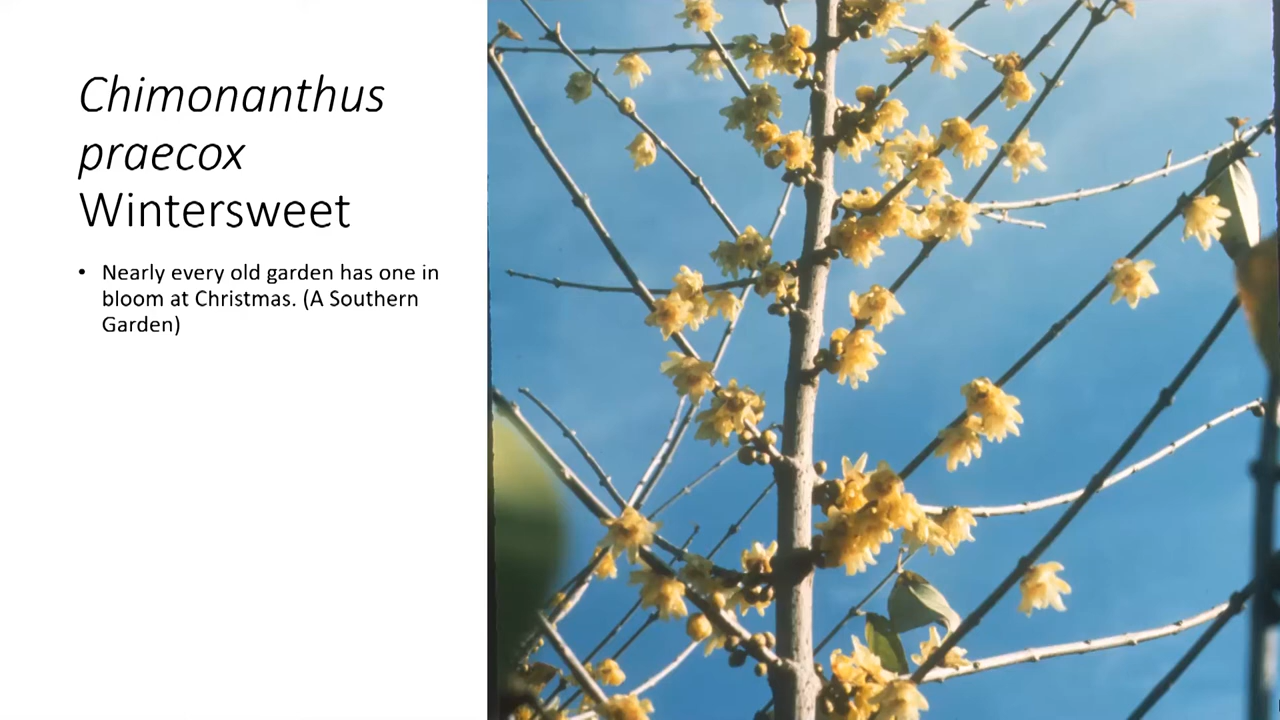 Chimonanthus
praecox
Wintersweet
• Nearly every old garden has one in
bloom at Christmas. (A Southern
Garden)